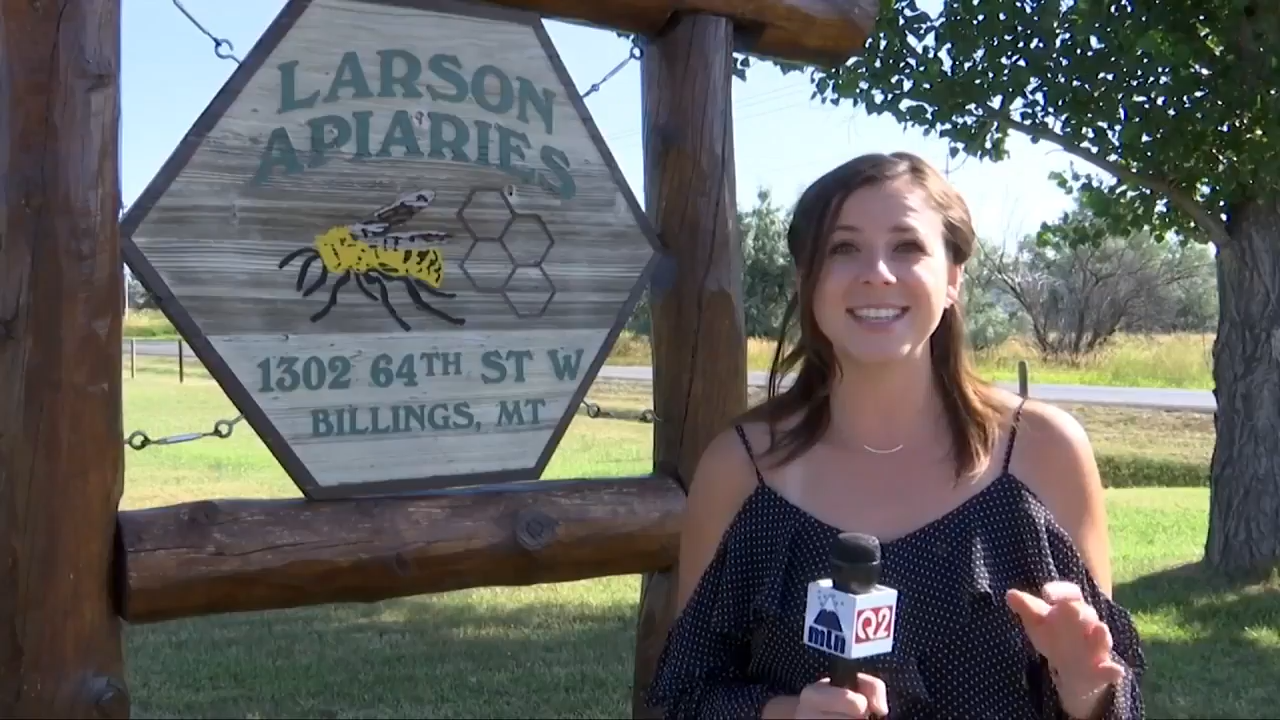 LARSON
APIARIES
1302 64TH ST W
BILLINGS, MT
mtn
Q2